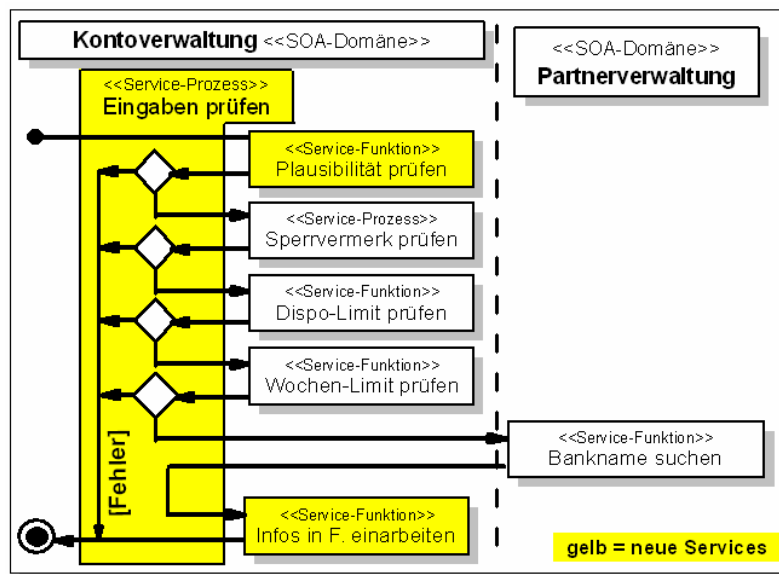 Kontoverwaltung <<SOA-Domäne>>
<<SOA-Domäne>>
Partnerverwaltung
<<Service-Prozess>>
Eingaben prüfen
<<Service-Funktion>>
Plausibilität prüfen
<<Service-Prozess>>
Sperrvermerk prüfen
<<Service-Funktion>>
Dispo-Limit prüfen
<<Service-Funktion>>
Wochen-Limit prüfen
<<Service-Funktion>>
Bankname suchen
[Fehler]
<<Service-Funktion>>
Infos in F. einarbeiten
gelb = neue Services